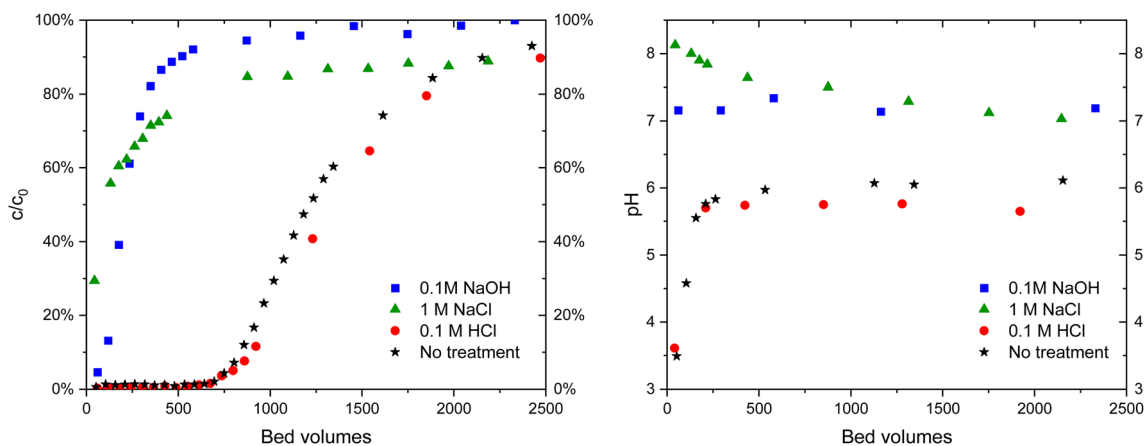 100% 100%
80% 80%
60% 60%
40% 40%
20% 20%
0% 0%
c/c0
0 500 1000 1500 2000 2500
Bed volumes
0.1M NaOH
1 M NaCl
0.1 M HCl
No treatment
8 8
7 7
6 6
5 5
4 4
3 3
pH
0 500 1000 1500 2000 2500
Bed volumes
0.1M NaOH
1 M NaCl
0.1 M HCl
No treatment